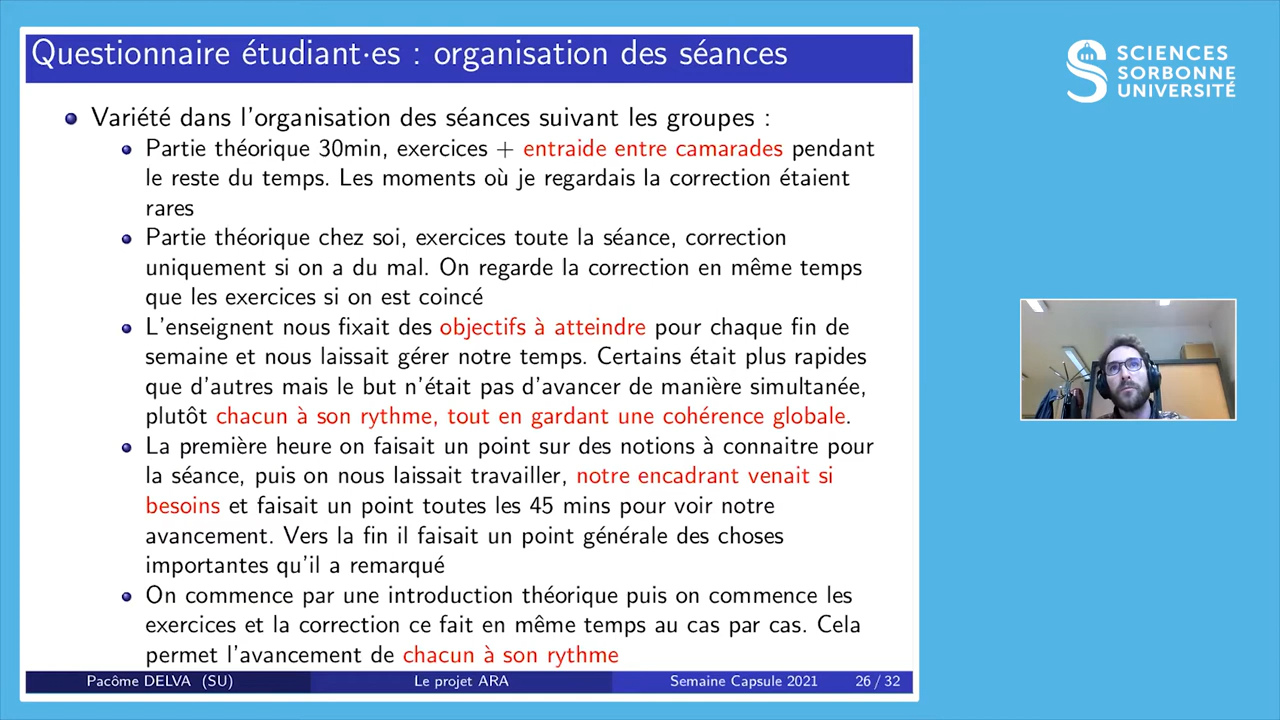 Questionnaire étudiant·es : organisation des séances
SCIENCES
SORBONNE
UNIVERSITÉ
Variété dans l'organisation des séances suivant les groupes :
Partie théorique 30min, exercices + entraide entre camarades pendant
le reste du temps. Les moments où je regardais la correction étaient
rares
Partie théorique chez soi, exercices toute la séance, correction
uniquement si on a du mal. On regarde la correction en même temps
que les exercices si on est coincé
L'enseignent nous fixait des objectifs à atteindre pour chaque fin de
semaine et nous laissait gérer notre temps. Certains était plus rapides
que d'autres mais le but n'était pas d'avancer de manière simultanée,
plutôt chacun à son rythme, tout en gardant une cohérence globale.
La première heure on faisait un point sur des notions à connaitre pour
la séance, puis on nous laissait travailler, notre encadrant venait si
besoins et faisait un point toutes les 45 mins pour voir notre
avancement. Vers la fin il faisait un point générale des choses
importantes qu'il a remarqué
On commence par une introduction théorique puis on commence les
exercices et la correction ce fait en même temps au cas par cas. Cela
permet l'avancement de chacun à son rythme
Pacôme DELVA (SU) Le projet ARA Semaine Capsule 2021 26 / 32